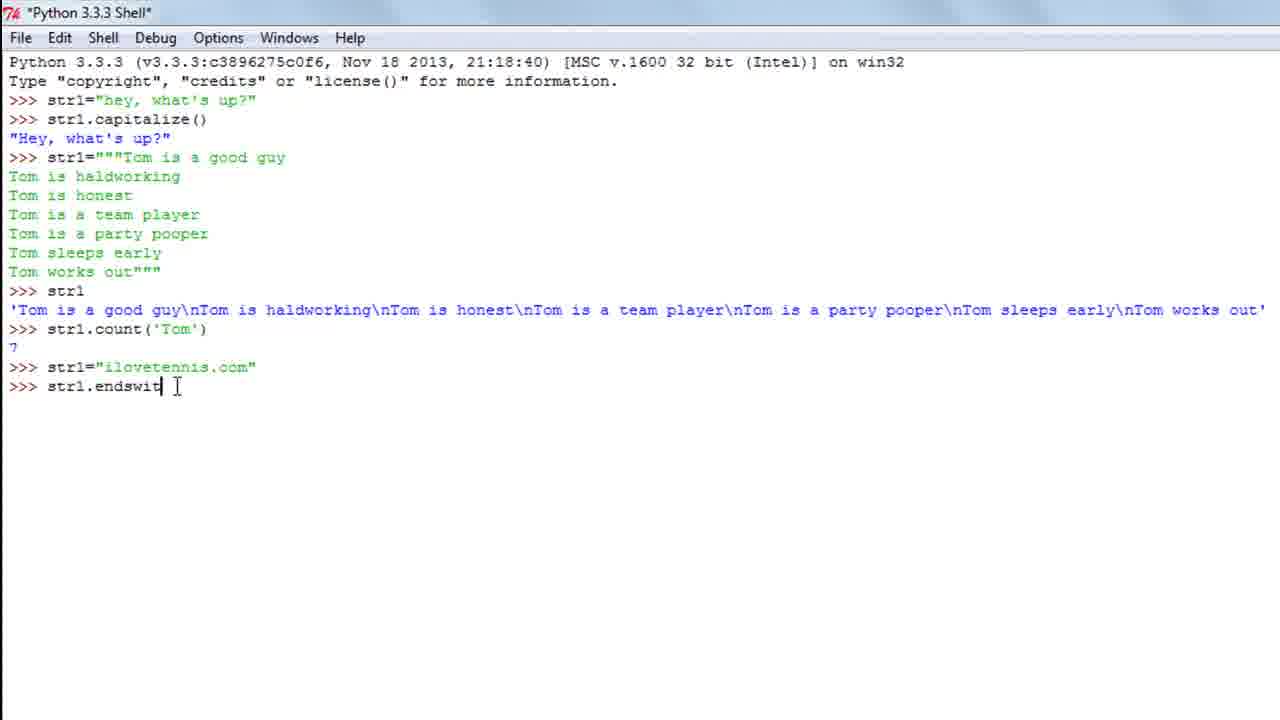 *Python 3.3.3 Shell*
File Edit Shell Debug Options Windows Help
Python 3.3.3 (v3.3.3:c3896275c0f6, Nov 18 2013, 21:18:40) [MSC v.1600 32 bit (Intel)] on win32
Type "copyright", "credits" or "license()" for more information.
>>> str1="hey, what's up?"
>>> str1.capitalize()
"Hey, what's up?"
>>> str1="""Tom is a good guy
Tom is haldworking
Tom is honest
Tom is a team player
Tom is a party pooper
Tom sleeps early
Tom works out"""
>>> str1
'Tom is a good guy\nTom is haldworking\nTom is honest\nTom is a team player\nTom is a party pooper\nTom sleeps early\nTom works out'
>>> str1.count('Tom')
7
>>> str1="ilovetennis.com"
>>> str1.endswit